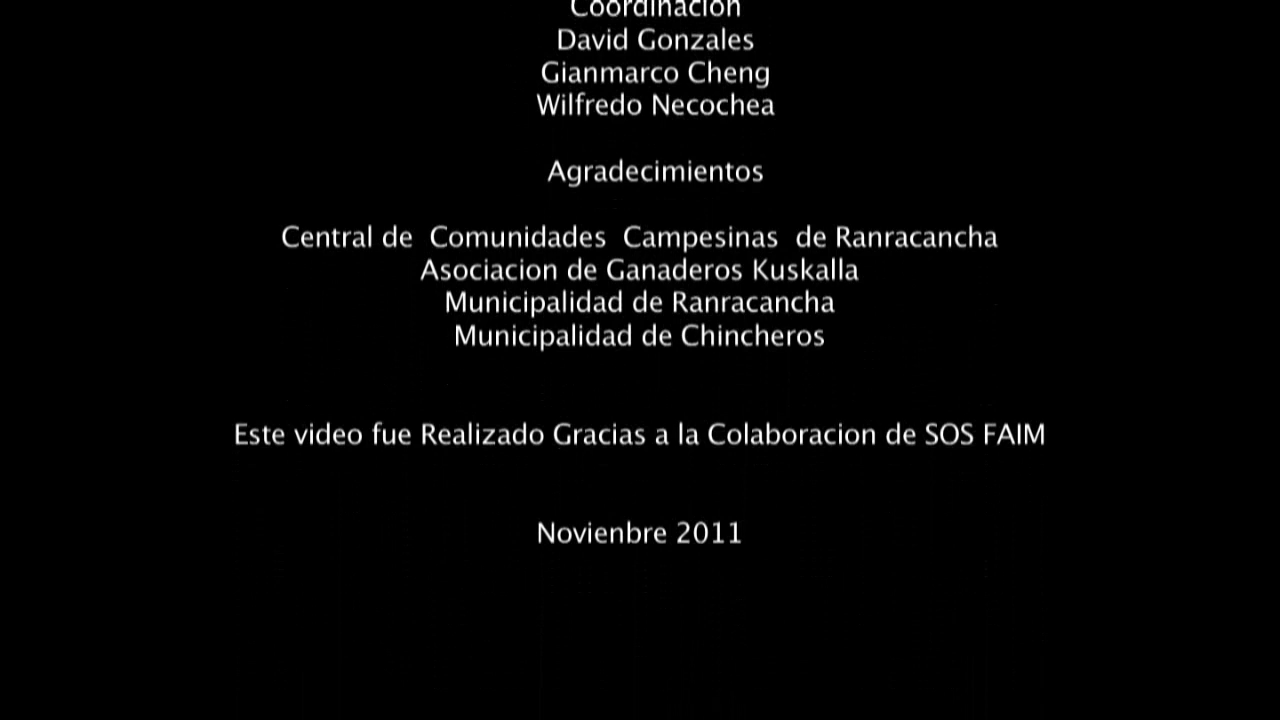 Coordinacion
David Gonzales
Gianmarco Cheng
Wilfredo Necochea
Agradecimientos
Central de Comunidades Campesinas de Ranracancha
Asociacion de Ganaderos Kuskalla
Municipalidad de Ranracancha
Municipalidad de Chincheros
Este video fue Realizado Gracias a la Colaboracion de SOS FAIM
Novienbre 2011